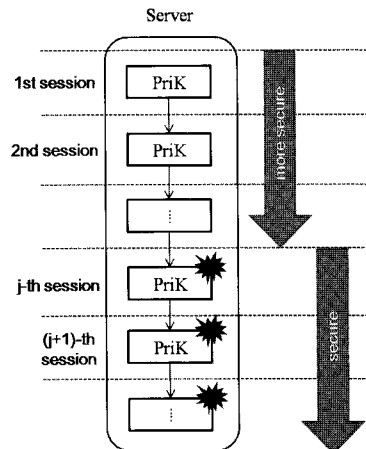 Server
1st session
PriK
2nd session
PriK
⋮
more secure
j-th session
PriK
(j+1)-th
session
PriK
⋮
secure